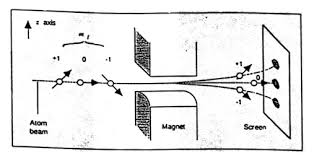 z axis
m
+1 0 -1
+1
0
-1
Atom
beam
Magnet
Screen